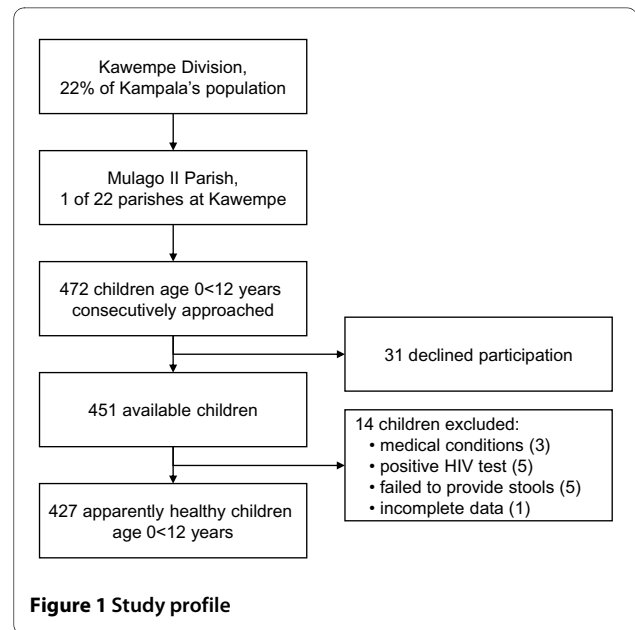 Kawempe Division,
22% of Kampala's population
Mulago II Parish,
1 of 22 parishes at Kawempe
472 children age 0<12 years
consecutively approached
31 declined participation
451 available children
14 children excluded:
• medical conditions (3)
• positive HIV test (5)
• failed to provide stools (5)
• incomplete data (1)
427 apparently healthy children
age 0<12 years
Figure 1 Study profile